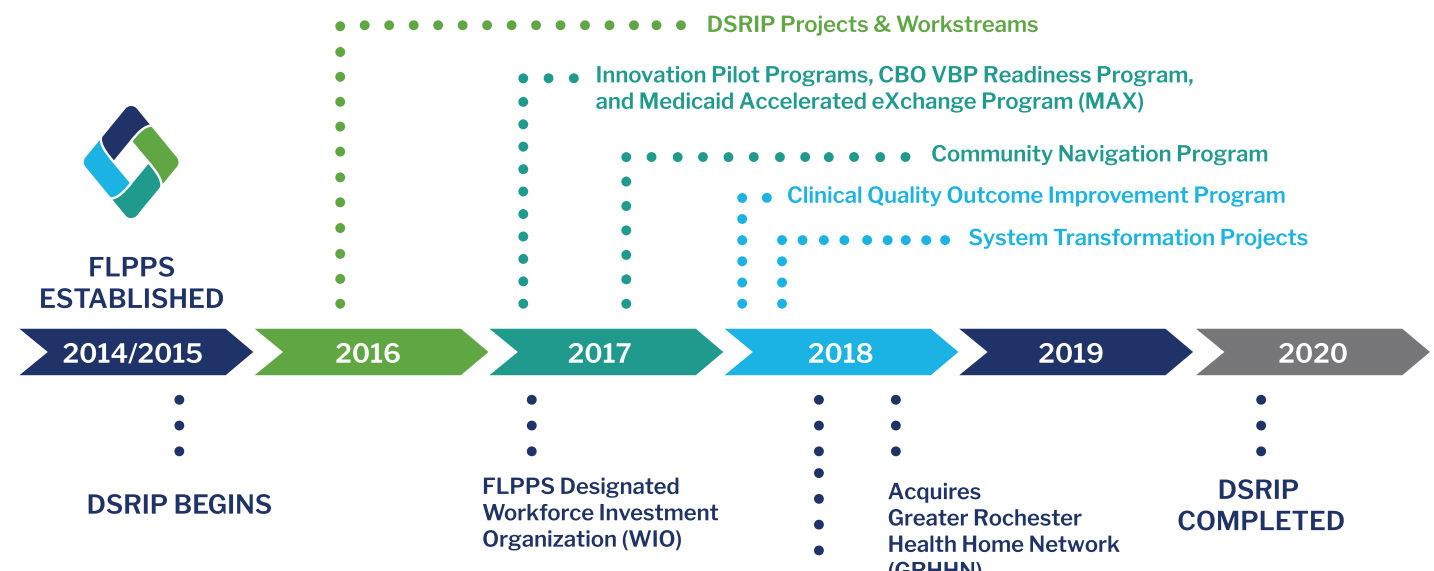 DSRIP Projects & Workstreams
Innovation Pilot Programs, CBO VBP Readiness Program,
and Medicaid Accelerated eXchange Program (MAX)
Community Navigation Program
Clinical Quality Outcome Improvement Program
System Transformation Projects
FLPPS
ESTABLISHED
2014/2015
2016
2017
2018
2019
2020
DSRIP BEGINS
FLPPS Designated
Workforce Investment
Organization (WIO)
Acquires
Greater Rochester
Health Home Network
(GRHHN)
DSRIP
COMPLETED